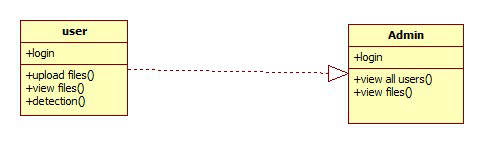 user
+login
+upload files()
+view files()
+detection()
Admin
+login
+view all users()
+view files()